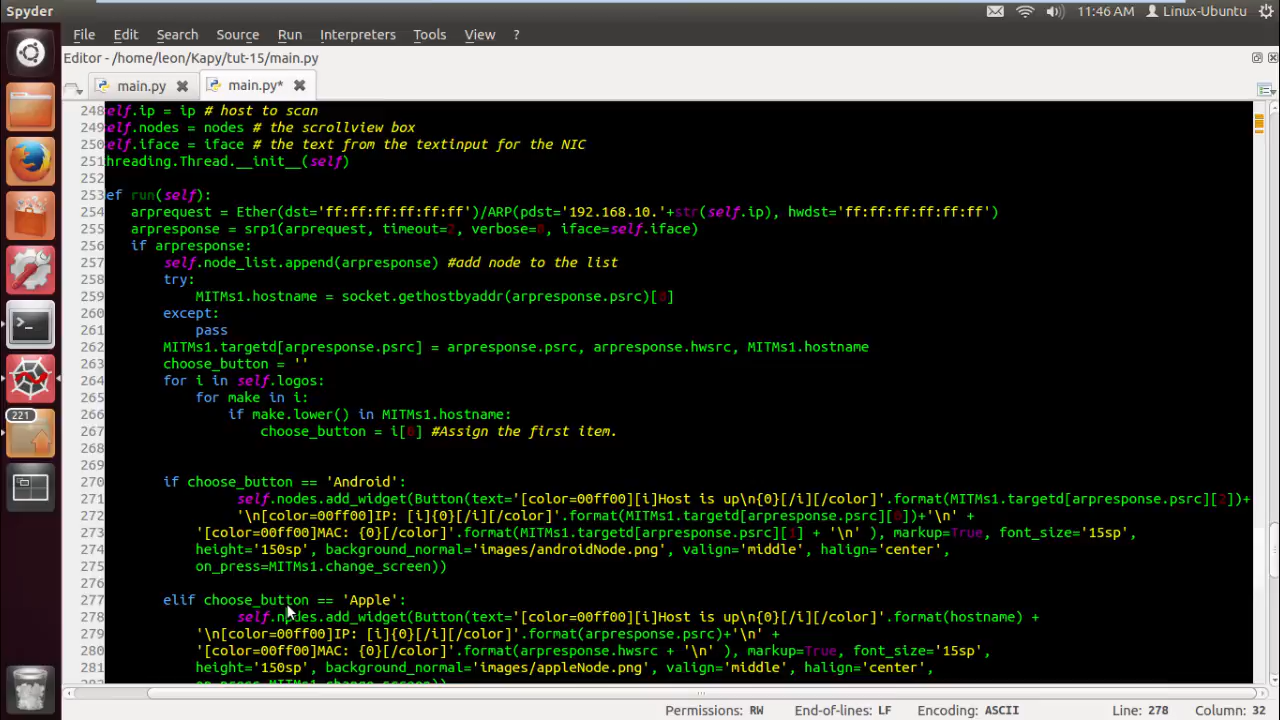 Spyder
11:46 AM
Linux-Ubuntu
File Edit Search Source Run Interpreters Tools View ?
Editor - /home/leon/Kapy/tut-15/main.py
main.py
main.py*
248 elf.ip = ip # host to scan
249 elf.nodes = nodes # the scrollview box
250 elf.iface = iface # the text from the textinput for the NIC
251 hreading.Thread.__init__(self)
252
253 ef run(self):
254 arprequest = Ether(dst='ff:ff:ff:ff:ff:ff')/ARP(pdst='192.168.10.'+str(self.ip), hwdst='ff:ff:ff:ff:ff:ff')
255 arpresponse = srp1(arprequest, timeout=2, verbose=0, iface=self.iface)
256 if arpresponse:
257 self.node_list.append(arpresponse) #add node to the list
258 try:
259 MITMs1.hostname = socket.gethostbyaddr(arpresponse.psrc)[0]
260 except:
261 pass
262 MITMs1.targetd[arpresponse.psrc] = arpresponse.psrc, arpresponse.hwsrc, MITMs1.hostname
263 choose_button = ''
264 for i in self.logos:
265 for make in i:
266 if make.lower() in MITMs1.hostname:
267 choose_button = i[0] #Assign the first item.
268
269
270 if choose_button == 'Android':
271 self.nodes.add_widget(Button(text='[color=00ff00][i]Host is up\n{0}[/i][/color]'.format(MITMs1.targetd[arpresponse.psrc][2])+
272 '\n[color=00ff00]IP: [i]{0}[/i][/color]'.format(MITMs1.targetd[arpresponse.psrc][0])+'\n' +
273 '[color=00ff00]MAC: {0}[/color]'.format(MITMs1.targetd[arpresponse.psrc][1] + '\n' ), markup=True, font_size='15sp',
274 height='150sp', background_normal='images/androidNode.png', valign='middle', halign='center',
275 on_press=MITMs1.change_screen))
276
277 elif choose_button == 'Apple':
278 self.nodes.add_widget(Button(text='[color=00ff00][i]Host is up\n{0}[/i][/color]'.format(hostname) +
279 '\n[color=00ff00]IP: [i]{0}[/i][/color]'.format(arpresponse.psrc)+'\n' +
280 '[color=00ff00]MAC: {0}[/color]'.format(arpresponse.hwsrc + '\n' ), markup=True, font_size='15sp',
281 height='150sp', background_normal='images/appleNode.png', valign='middle', halign='center',
on_press=MITMs1.change_screen))
221
Permissions: RW End-of-lines: LF Encoding: ASCII Line: 278 Column: 32